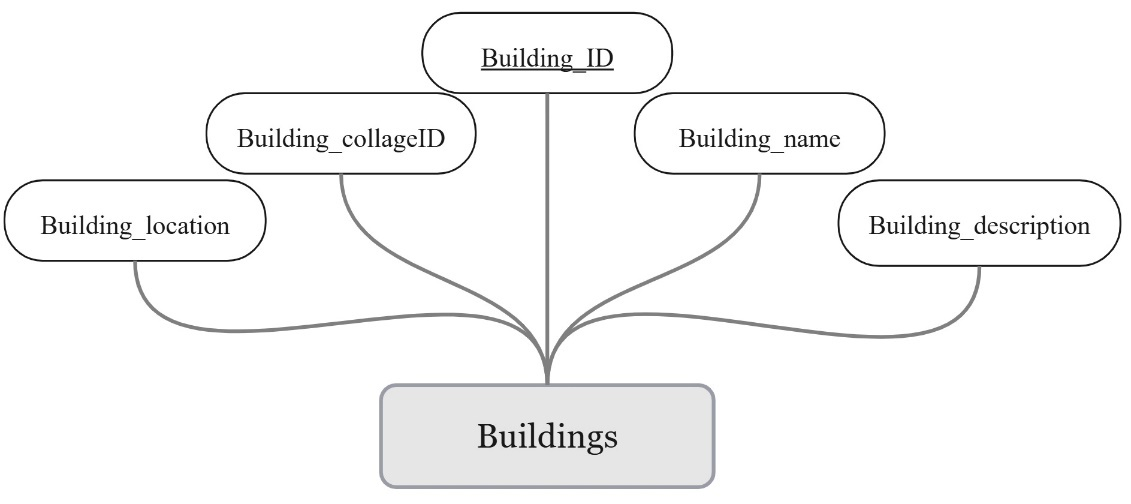 Building_ID
Building_collageID
Building_name
Building_location
Building_description
Buildings